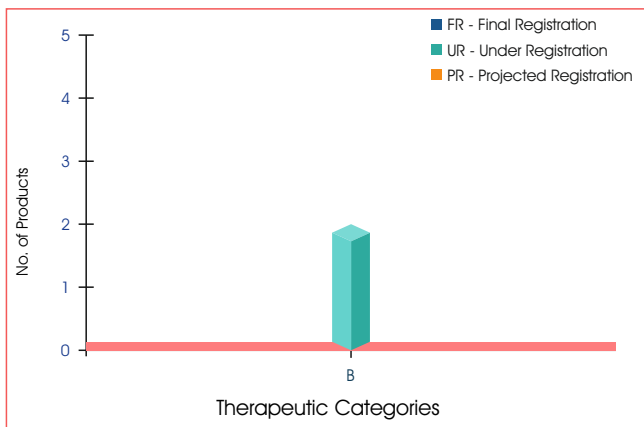 FR - Final Registration
UR - Under Registration
PR - Projected Registration
5
4
3
2
1
0
No. of Products
B
Therapeutic Categories